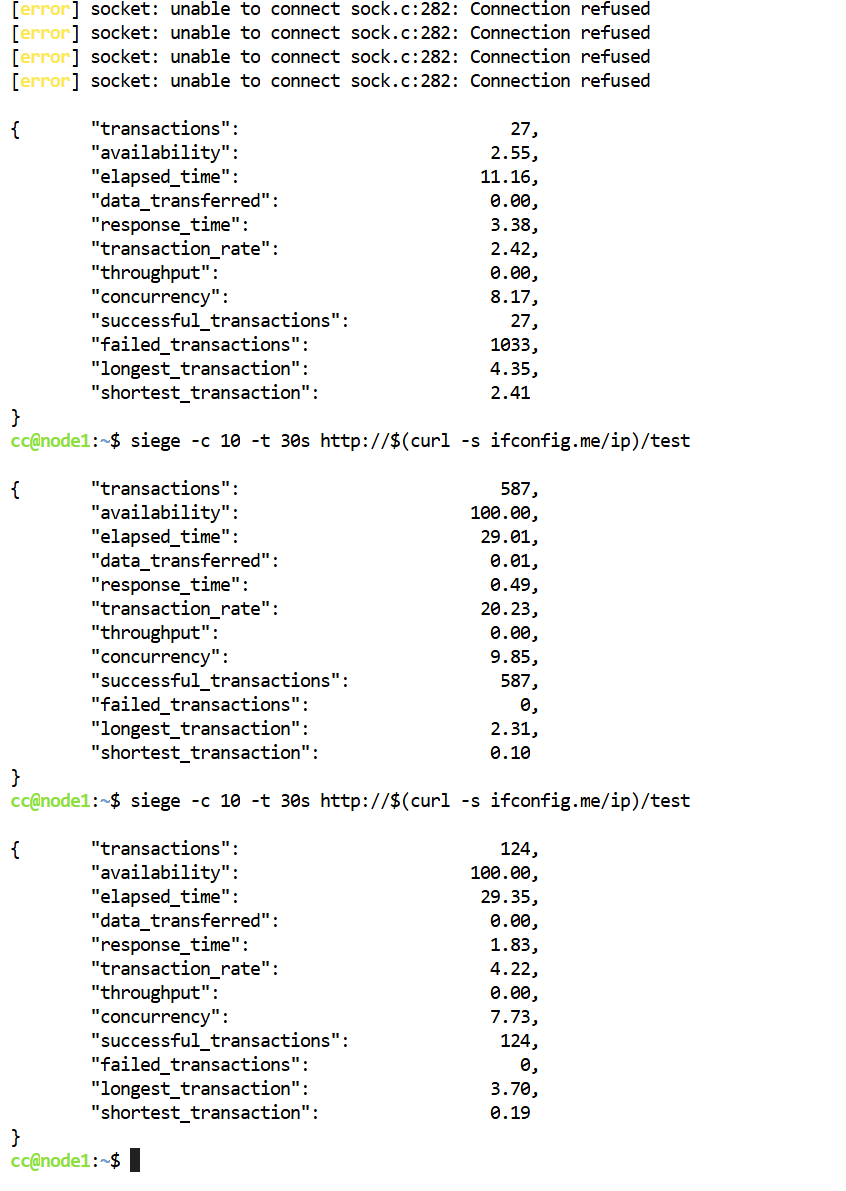 [error] socket: unable to connect sock.c:282: Connection refused
[error] socket: unable to connect sock.c:282: Connection refused
[error] socket: unable to connect sock.c:282: Connection refused
[error] socket: unable to connect sock.c:282: Connection refused
{ "transactions": 27,
"availability": 2.55,
"elapsed_time": 11.16,
"data_transferred": 0.00,
"response_time": 3.38,
"transaction_rate": 2.42,
"throughput": 0.00,
"concurrency": 8.17,
"successful_transactions": 27,
"failed_transactions": 1033,
"longest_transaction": 4.35,
"shortest_transaction": 2.41
}
cc@node1:~$ siege -c 10 -t 30s http://$(curl -s ifconfig.me/ip)/test
{ "transactions": 587,
"availability": 100.00,
"elapsed_time": 29.01,
"data_transferred": 0.01,
"response_time": 0.49,
"transaction_rate": 20.23,
"throughput": 0.00,
"concurrency": 9.85,
"successful_transactions": 587,
"failed_transactions": 0,
"longest_transaction": 2.31,
"shortest_transaction": 0.10
}
cc@node1:~$ siege -c 10 -t 30s http://$(curl -s ifconfig.me/ip)/test
{ "transactions": 124,
"availability": 100.00,
"elapsed_time": 29.35,
"data_transferred": 0.00,
"response_time": 1.83,
"transaction_rate": 4.22,
"throughput": 0.00,
"concurrency": 7.73,
"successful_transactions": 124,
"failed_transactions": 0,
"longest_transaction": 3.70,
"shortest_transaction": 0.19
}
cc@node1:~$